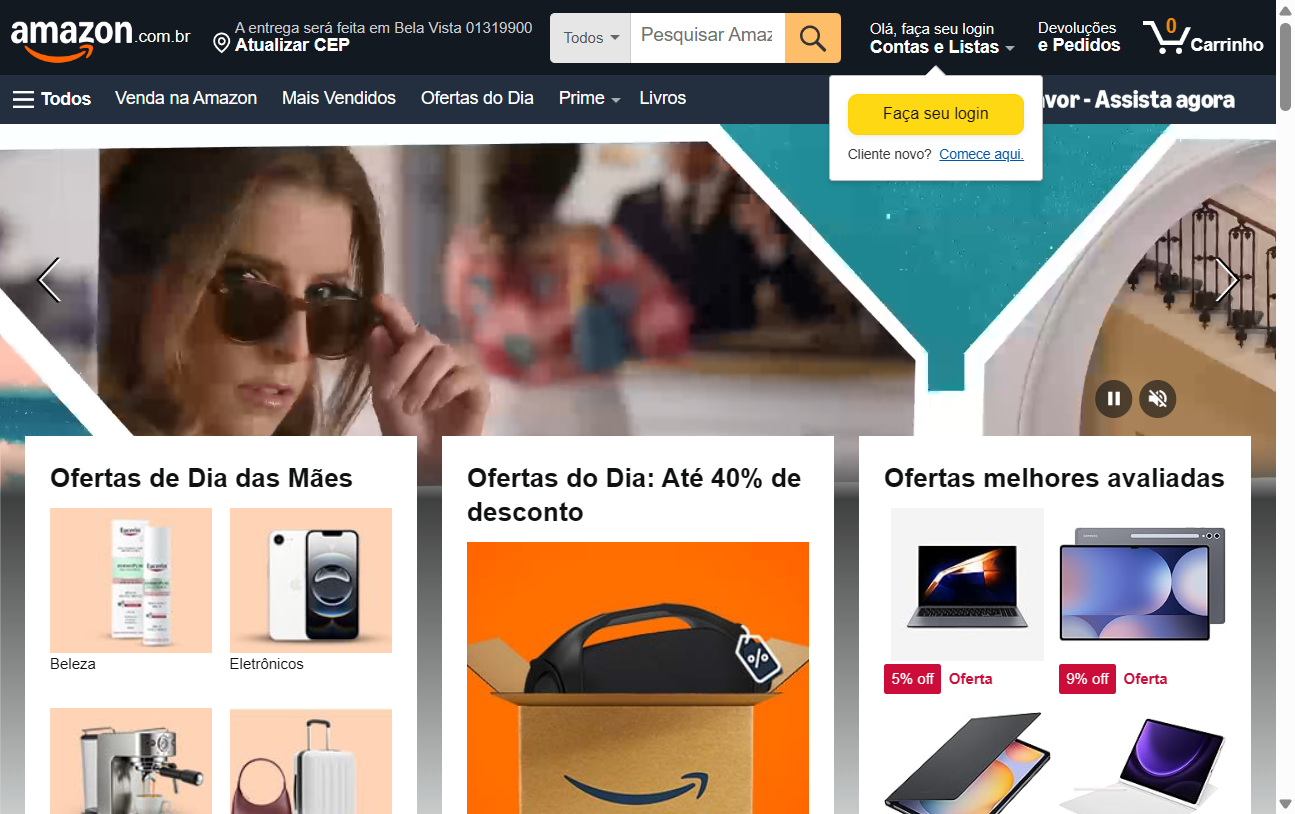 amazon.com.br
A entrega será feita em Bela Vista 01319900
Atualizar CEP
Todos
Pesquisar Amaz
Olá, faça seu login
Contas e Listas
Devoluções
e Pedidos
0
Carrinho
Todos
Venda na Amazon
Mais Vendidos
Ofertas do Dia
Prime
Livros
avor - Assista agora
Faça seu login
Cliente novo? Comece aqui.
Ofertas de Dia das Mães
Eucerin
Eucerin
Beleza
Eletrônicos
Ofertas do Dia: Até 40% de
desconto
%
Ofertas melhores avaliadas
5% off Oferta
9% off Oferta